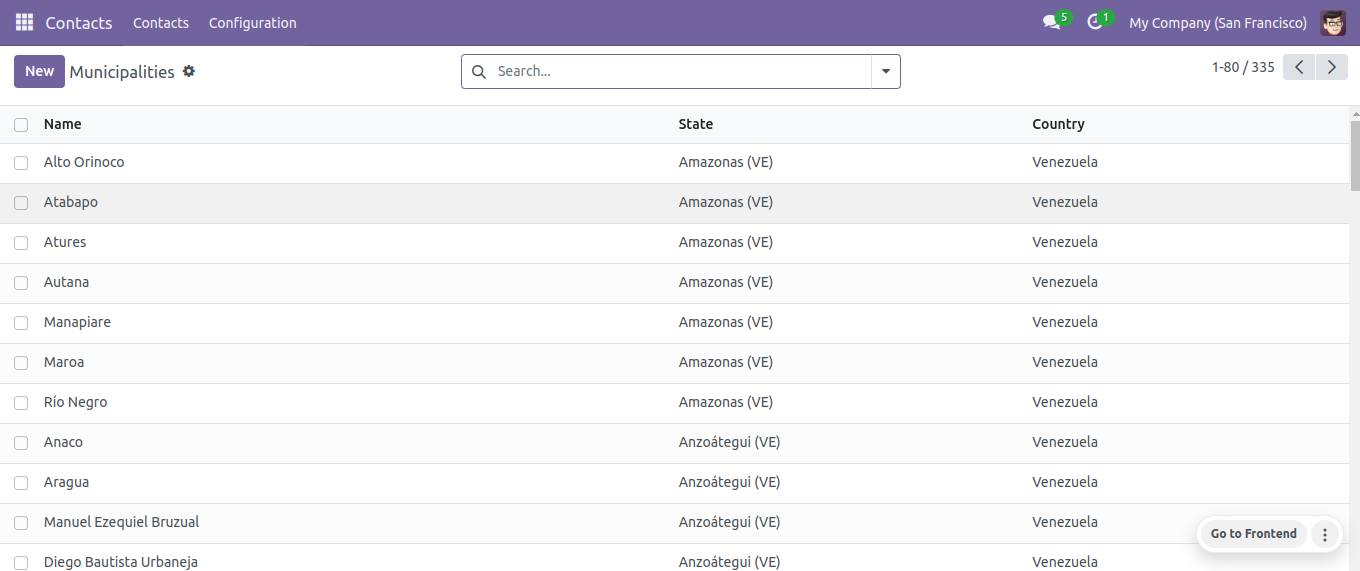 Contacts Contacts Configuration 5 1 My Company (San Francisco)
New Municipalities Search... 1-80 / 335
Name State Country
Alto Orinoco Amazonas (VE) Venezuela
Atabapo Amazonas (VE) Venezuela
Atures Amazonas (VE) Venezuela
Autana Amazonas (VE) Venezuela
Manapiare Amazonas (VE) Venezuela
Maroa Amazonas (VE) Venezuela
Río Negro Amazonas (VE) Venezuela
Anaco Anzoátegui (VE) Venezuela
Aragua Anzoátegui (VE) Venezuela
Manuel Ezequiel Bruzual Anzoátegui (VE) Venezuela
Go to Frontend
Diego Bautista Urbaneja Anzoátegui (VE) Venezuela